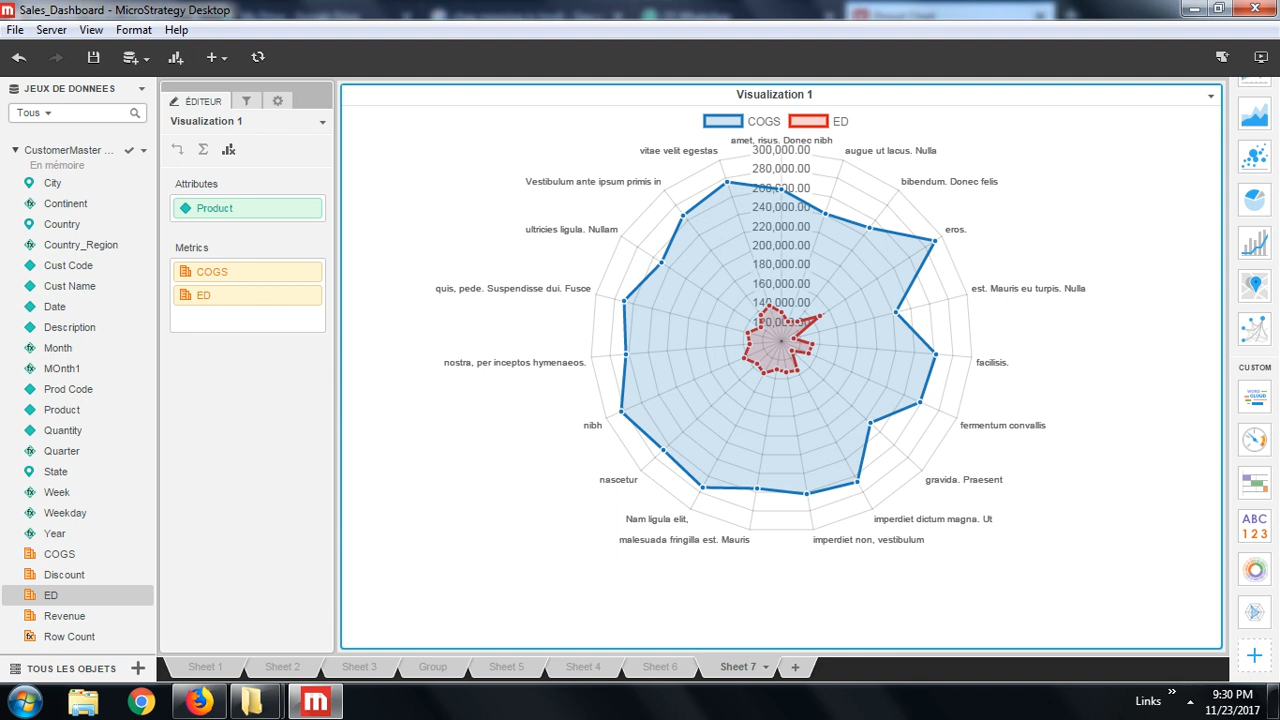 Sales_Dashboard - MicroStrategy Desktop
File Server View Format Help
JEUX DE DONNEES
Tous
CustomerMaster-...
En mémoire
City
Continent
Country
Country_Region
Cust Code
Cust Name
Date
Description
Month
MOnth1
Prod Code
Product
Quantity
Quarter
State
Week
Weekday
Year
COGS
Discount
ED
Revenue
Row Count
TOUS LES OBJETS
ÉDITEUR
Visualization 1
Attributes
Product
Metrics
COGS
ED
Visualization 1
COGS ED
amet, risus. Donec nibh
augue ut lacus. Nulla
bibendum. Donec felis
eros.
est. Mauris eu turpis. Nulla
facilisis.
fermentum convallis
gravida. Praesent
imperdiet dictum magna. Ut
imperdiet non, vestibulum
malesuada fringilla est. Mauris
Nam ligula elit,
nascetur
nibh
nostra, per inceptos hymenaeos.
quis, pede. Suspendisse dui. Fusce
ultricies ligula. Nullam
Vestibulum ante ipsum primis in
vitae velit egestas
300,000.00
280,000.00
260,000.00
240,000.00
220,000.00
200,000.00
180,000.00
160,000.00
140,000.00
120,000.00
CUSTOM
WORD
CLOUD
ABC
1 2 3
Sheet 1 Sheet 2 Sheet 3 Group Sheet 5 Sheet 4 Sheet 6 Sheet 7
Links
9:30 PM
11/23/2017